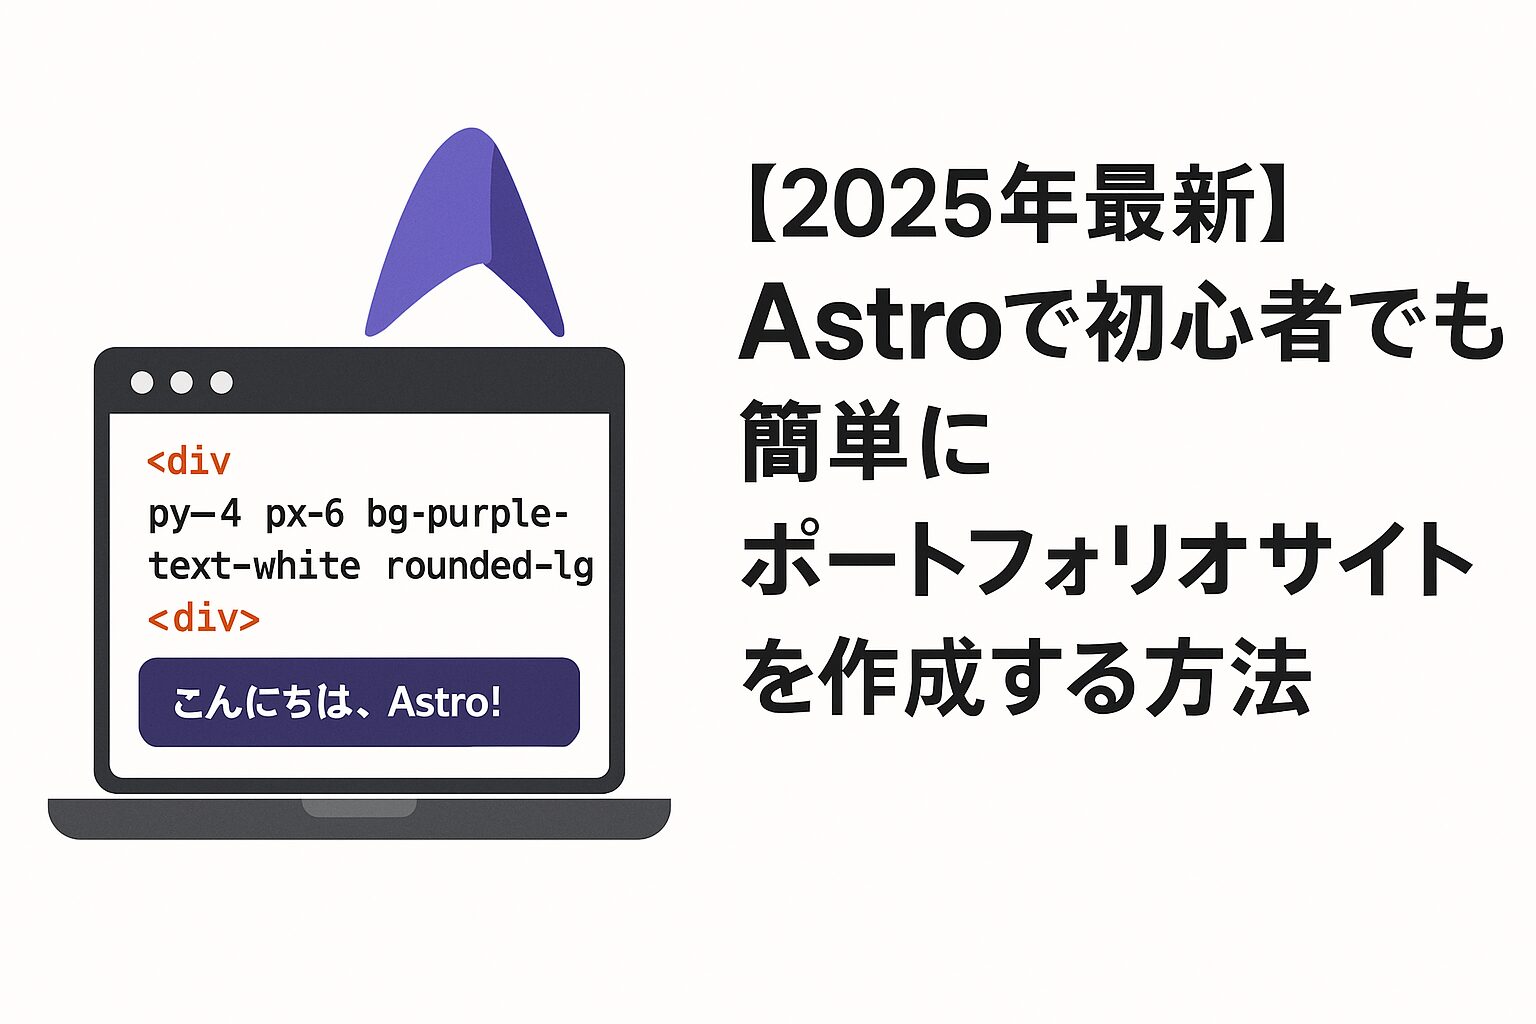 <div
py−4 px-6 bg-purple-
text-white rounded-lg
<div>
こんにちは、Astro!
【2025年最新】
Astroで初心者でも
簡単に
ポートフォリオサイト
を作成する方法